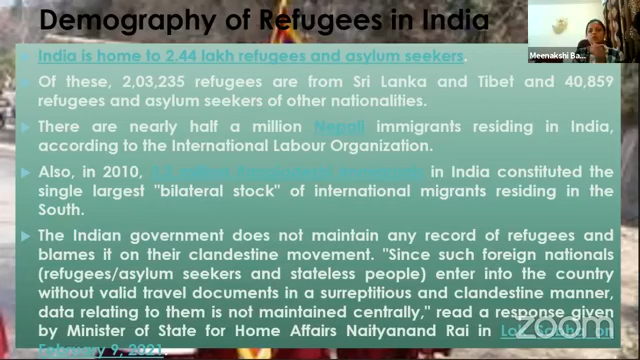 Demography of Refugees in India
India is home to 2.44 lakh refugees and asylum seekers.
Of these, 2,03,235 refugees are from Sri Lanka and Tibet and 40,859
refugees and asylum seekers of other nationalities.
There are nearly half a million Nepali immigrants residing in India,
according to the International Labour Organization.
Also, in 2010, in India constituted the
single largest "bilateral stock" of international migrants residing in the
South.
The Indian government does not maintain any record of refugees and
blames it on their clandestine movement. "Since such foreign nationals
(refugees/asylum seekers and stateless people) enter into the country
without valid travel documents in a surreptitious and clandestine manner,
data relating to them is not maintained centrally," read a response given
by Minister of State for Home Affairs Naityanand Rai in Lok Sabha on
February 9, 2021.
Meenakshi Ba...
zoom